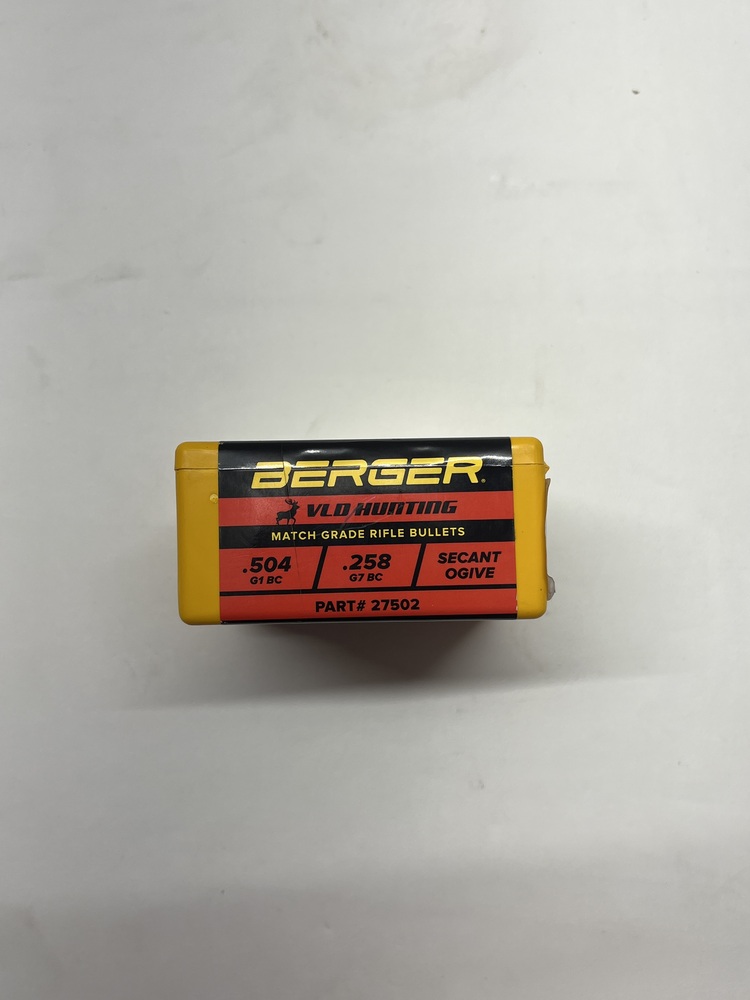 BERGER.
VLD HUNTING
MATCH GRADE RIFLE BULLETS
.504 .258 SECANT
G1 BC G7 BC OGIVE
PART# 27502